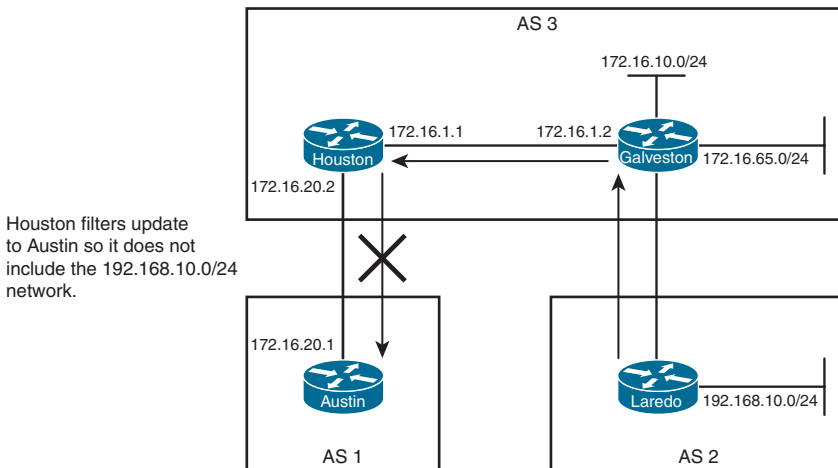 AS 3
172.16.10.0/24
172.16.1.1
172.16.1.2
Houston
Galveston
172.16.65.0/24
172.16.20.2
Houston filters update
to Austin so it does not
include the 192.168.10.0/24
network.
172.16.20.1
Austin
Laredo
192.168.10.0/24
AS 1
AS 2